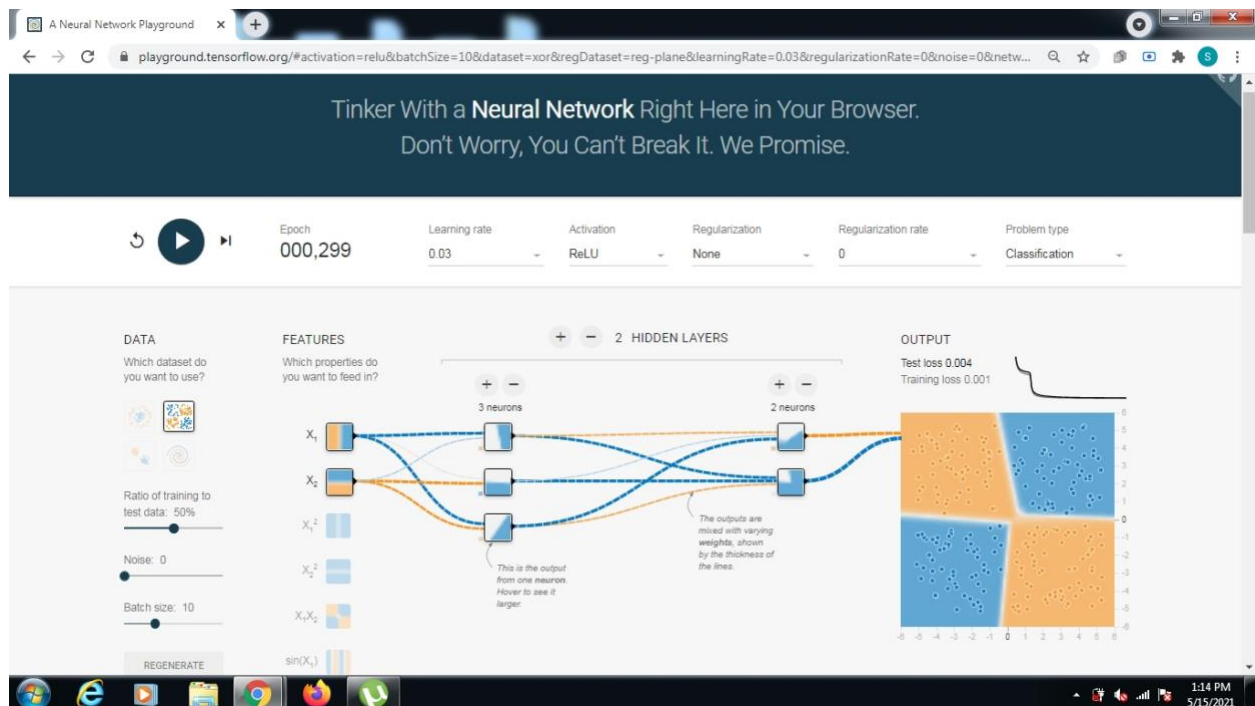 A Neural Network Playground
playground.tensorflow.org/#activation=relu&batchSize=10&dataset=xor&regDataset=reg-plane&learningRate=0.03&regularizationRate=0&noise=0&netw...
S
Tinker With a Neural Network Right Here in Your Browser.
Don't Worry, You Can't Break It. We Promise.
Epoch
000,299
Learning rate
0.03
Activation
ReLU
Regularization
None
Regularization rate
0
Problem type
Classification
DATA
Which dataset do
you want to use?
Ratio of training to
test data: 50%
Noise: 0
Batch size: 10
REGENERATE
FEATURES
Which properties do
you want to feed in?
X₁
X₂
X₁²
X₂²
X₁X₂
sin(X₁)
+ − 2 HIDDEN LAYERS
+ −
3 neurons
+ −
2 neurons
This is the output
from one neuron.
Hover to see it
larger.
The outputs are
mixed with varying
weights, shown
by the thickness of
the lines.
OUTPUT
Test loss 0.004
Training loss 0.001
6
5
4
3
2
1
0
-1
-2
-3
-4
-5
-6
-6 -5 -4 -3 -2 -1 0 1 2 3 4 5 6
1:14 PM
5/15/2021